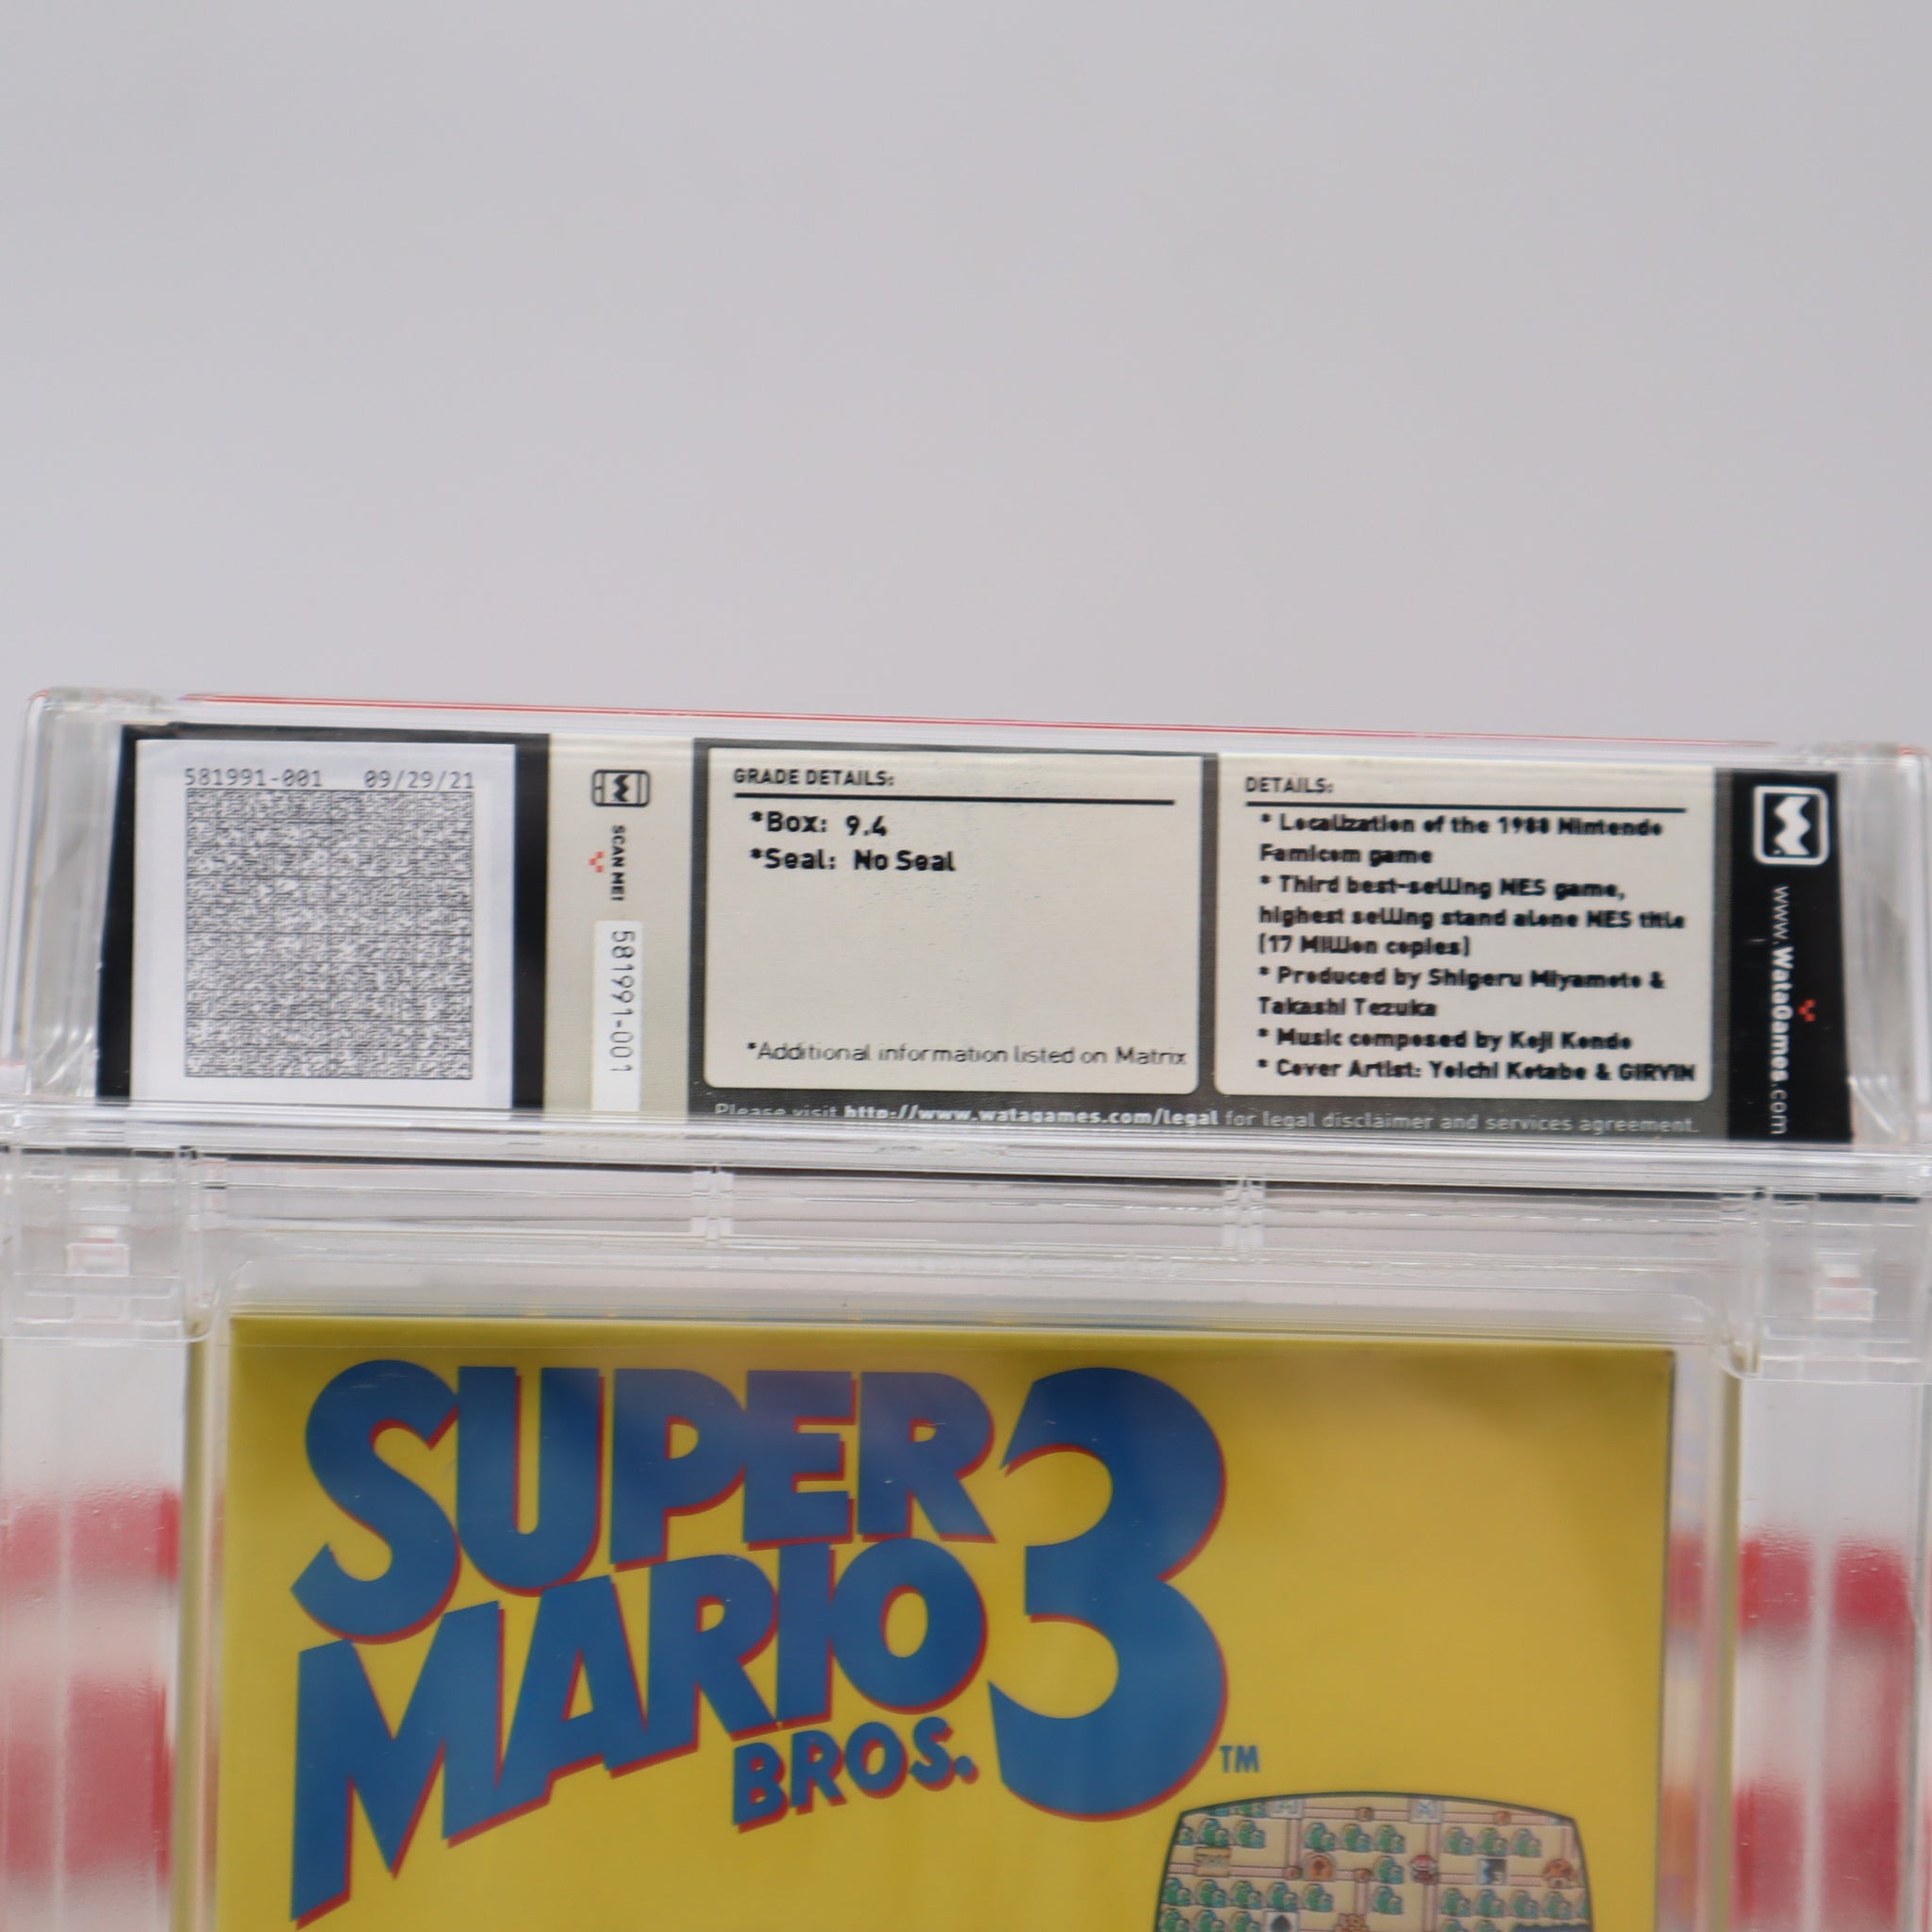 581991-001 09/29/21
SCAN ME!
581991-001
GRADE DETAILS:
*Box: 9.4
*Seal: No Seal
*Additional information listed on Matrix
DETAILS:
* Localization of the 1988 Nintendo
Famicom game
* Third best-selling NES game,
highest selling stand alone NES title
(17 Million copies)
* Produced by Shigeru Miyamoto &
Takashi Tezuka
* Music composed by Koji Kondo
* Cover Artist: Yoichi Kotabe & GIRVIN
Please visit http://www.watagames.com/legal for legal disclaimer and services agreement.
www.WataGames.com
SUPER
MARIO
BROS. 3
TM
START